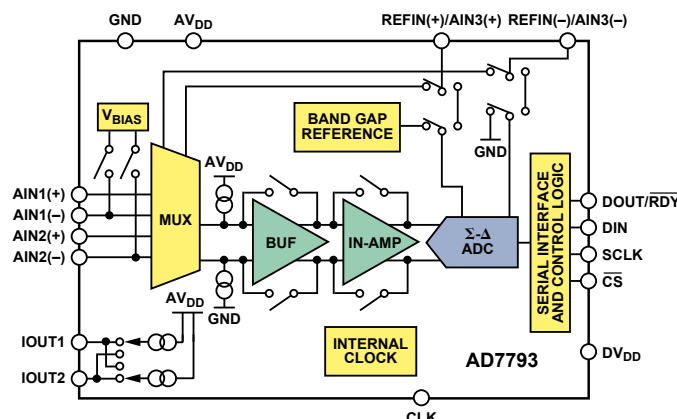 GND
AVDD
REFIN(+)/AIN3(+)
REFIN(–)/AIN3(–)
VBIAS
BAND GAP
REFERENCE
GND
AVDD
AIN1(+)
AIN1(–)
AIN2(+)
AIN2(–)
MUX
BUF
IN-AMP
Σ-Δ
ADC
SERIAL INTERFACE
AND CONTROL LOGIC
DOUT/RDY
DIN
SCLK
CS
GND
AVDD
IOUT1
IOUT2
INTERNAL
CLOCK
AD7793
DVDD
CLK